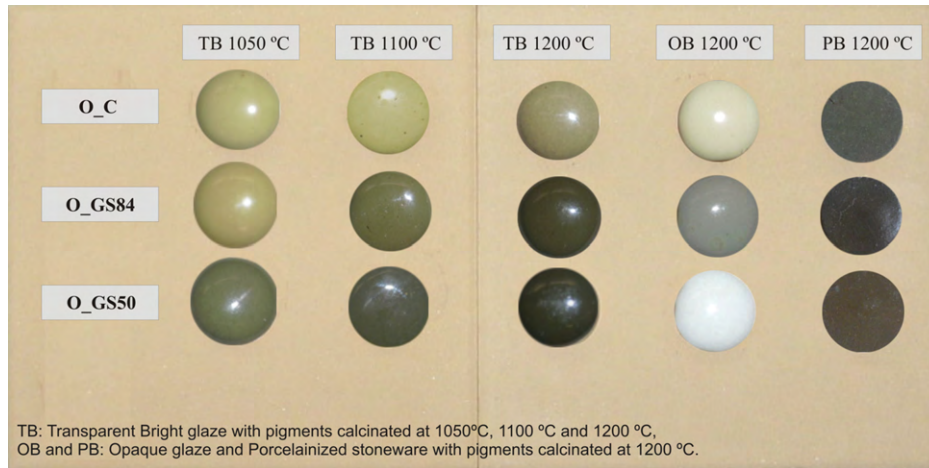 TB 1050 ºC TB 1100 ºC TB 1200 ºC OB 1200 ºC PB 1200 ºC
O_C
O_GS84
O_GS50
TB: Transparent Bright glaze with pigments calcinated at 1050ºC, 1100 ºC and 1200 ºC,
OB and PB: Opaque glaze and Porcelainized stoneware with pigments calcinated at 1200 ºC.